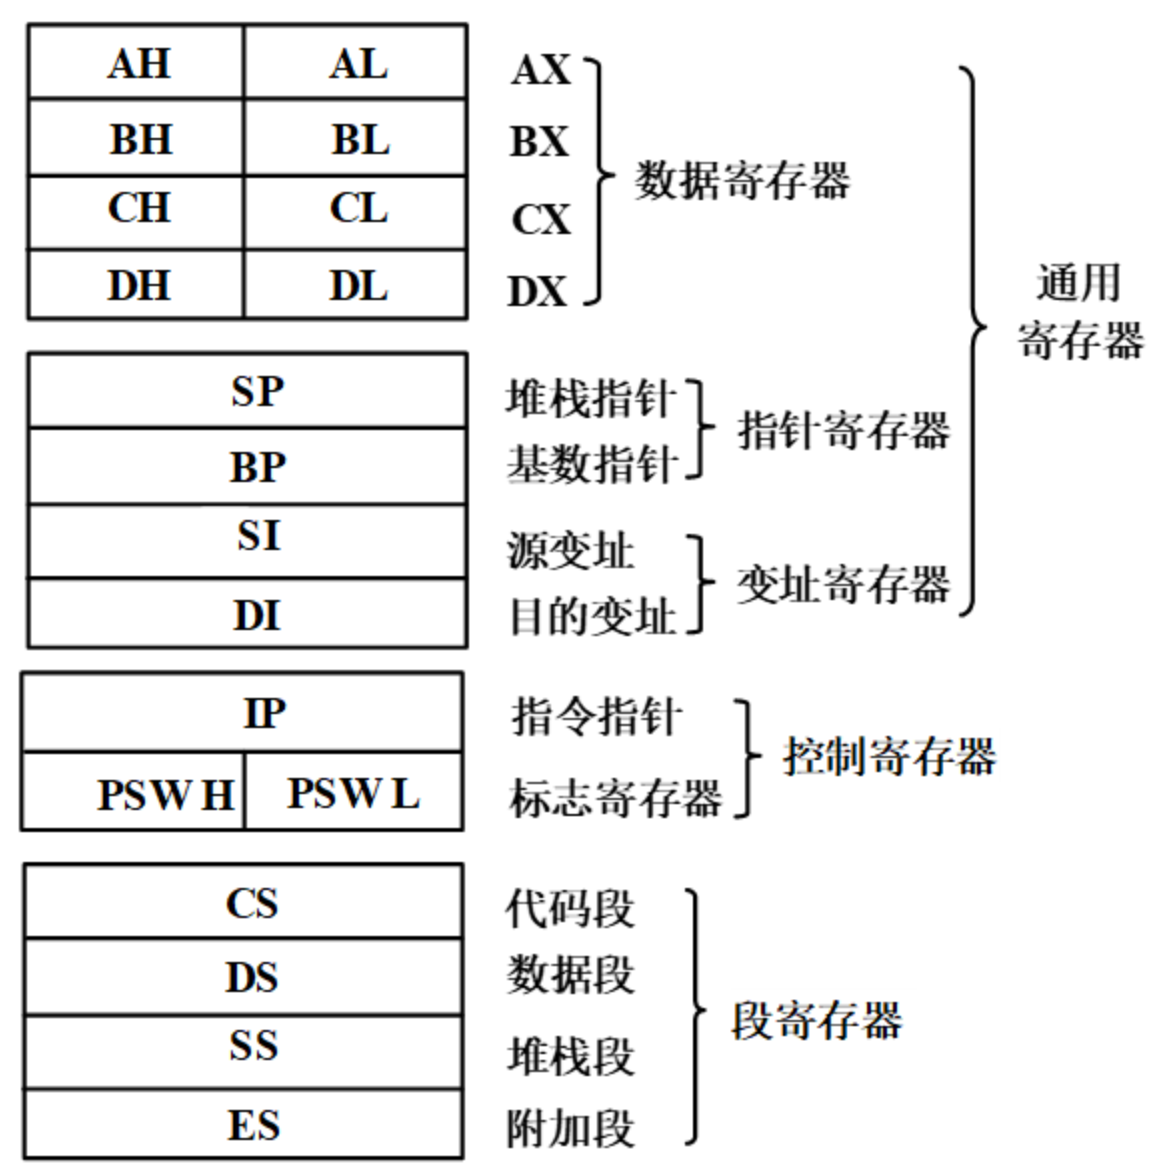 AH AL AX
BH BL BX
数据寄存器
CH CL CX
DH DL DX
通用
寄存器
SP 堆栈指针
指针寄存器
BP 基数指针
SI 源变址
变址寄存器
DI 目的变址
IP 指令指针
控制寄存器
PSW H PSW L 标志寄存器
CS 代码段
DS 数据段
段寄存器
SS 堆栈段
ES 附加段